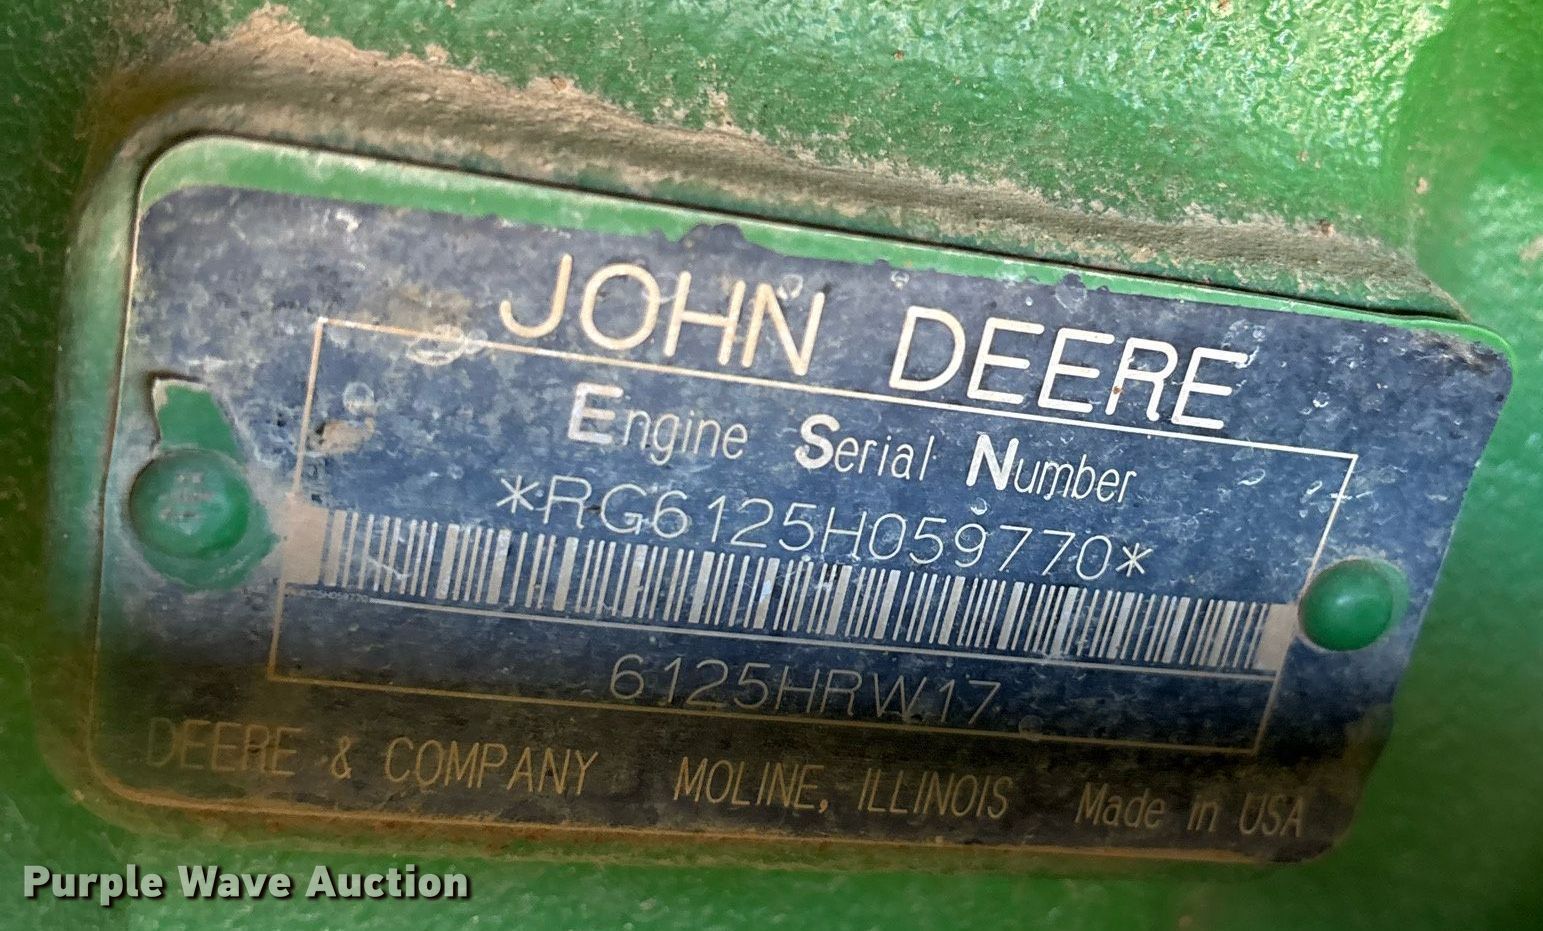 JOHN DEERE
Engine Serial Number
*RG6125H059770*
6125HRW17
DEERE & COMPANY MOLINE, ILLINOIS Made in USA
Purple Wave Auction